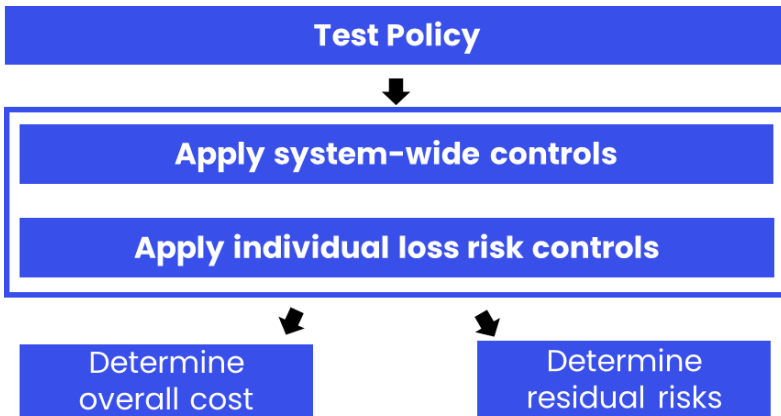 Test Policy
Apply system-wide controls
Apply individual loss risk controls
Determine
overall cost
Determine
residual risks